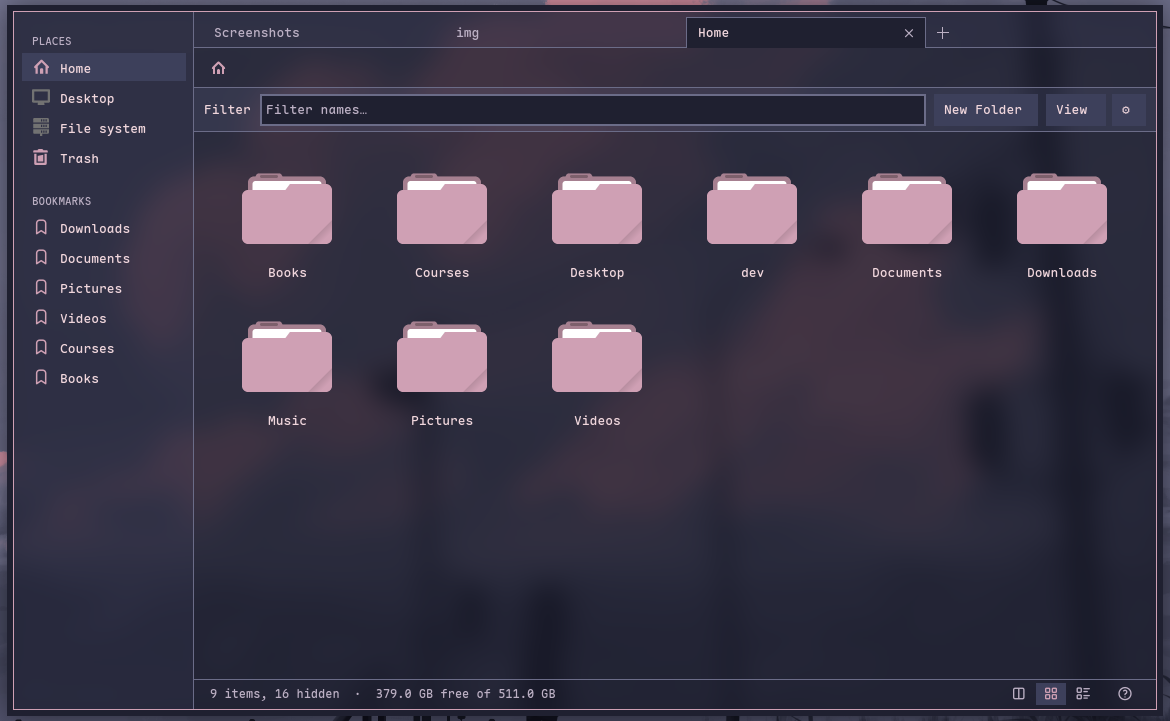 PLACES
Home
Desktop
File system
Trash
BOOKMARKS
Downloads
Documents
Pictures
Videos
Courses
Books
Screenshots
img
Home
Filter
Filter names…
New Folder
View
Books
Courses
Desktop
dev
Documents
Downloads
Music
Pictures
Videos
9 items, 16 hidden · 379.0 GB free of 511.0 GB